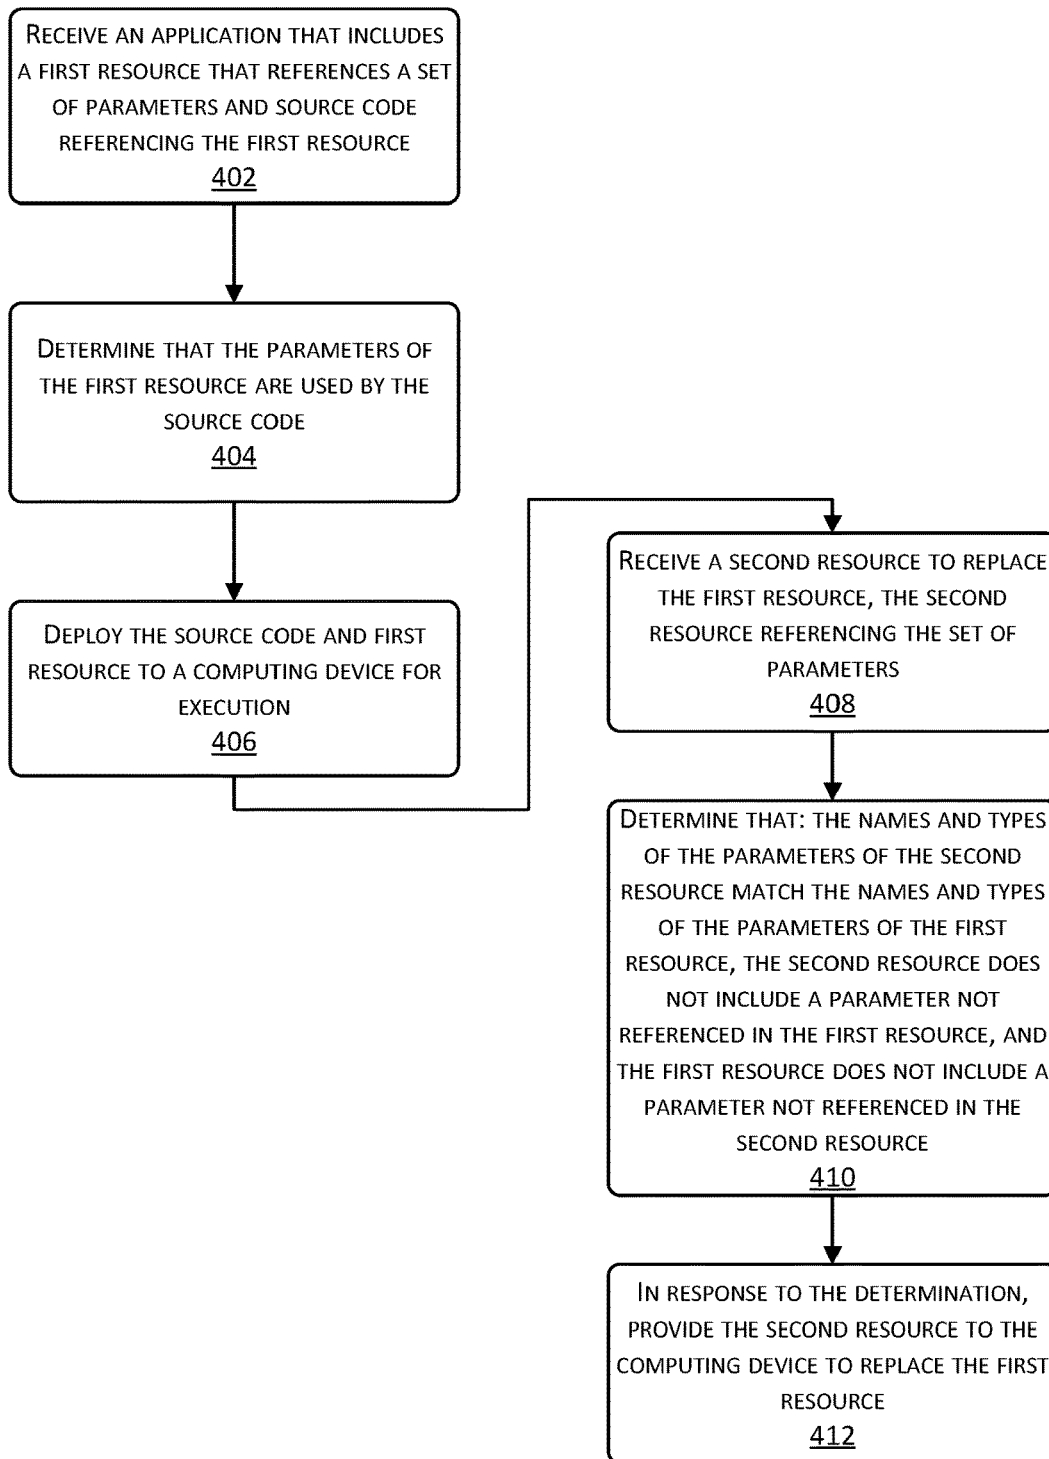 RECEIVE AN APPLICATION THAT INCLUDES
A FIRST RESOURCE THAT REFERENCES A SET
OF PARAMETERS AND SOURCE CODE
REFERENCING THE FIRST RESOURCE
402
DETERMINE THAT THE PARAMETERS OF
THE FIRST RESOURCE ARE USED BY THE
SOURCE CODE
404
DEPLOY THE SOURCE CODE AND FIRST
RESOURCE TO A COMPUTING DEVICE FOR
EXECUTION
406
RECEIVE A SECOND RESOURCE TO REPLACE
THE FIRST RESOURCE, THE SECOND
RESOURCE REFERENCING THE SET OF
PARAMETERS
408
DETERMINE THAT: THE NAMES AND TYPES
OF THE PARAMETERS OF THE SECOND
RESOURCE MATCH THE NAMES AND TYPES
OF THE PARAMETERS OF THE FIRST
RESOURCE, THE SECOND RESOURCE DOES
NOT INCLUDE A PARAMETER NOT
REFERENCED IN THE FIRST RESOURCE, AND
THE FIRST RESOURCE DOES NOT INCLUDE A
PARAMETER NOT REFERENCED IN THE
SECOND RESOURCE
410
IN RESPONSE TO THE DETERMINATION,
PROVIDE THE SECOND RESOURCE TO THE
COMPUTING DEVICE TO REPLACE THE FIRST
RESOURCE
412